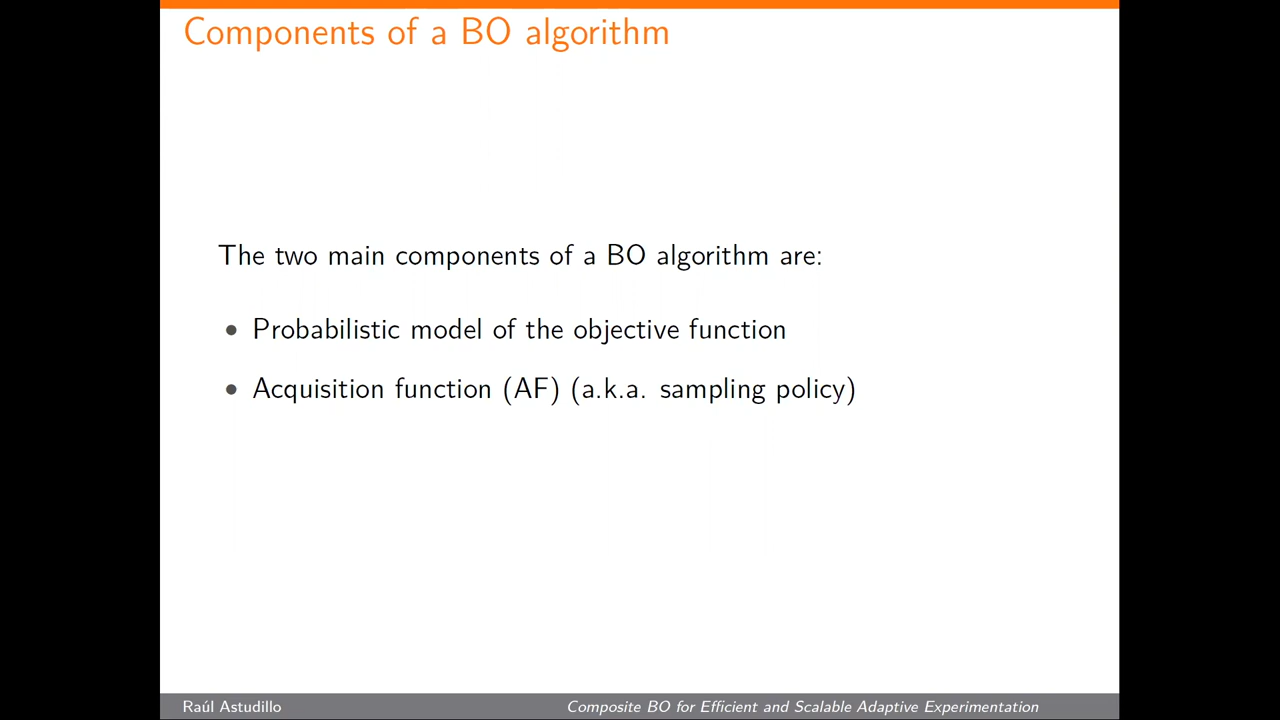 Components of a BO algorithm
The two main components of a BO algorithm are:
• Probabilistic model of the objective function
• Acquisition function (AF) (a.k.a. sampling policy)
Raúl Astudillo
Composite BO for Efficient and Scalable Adaptive Experimentation